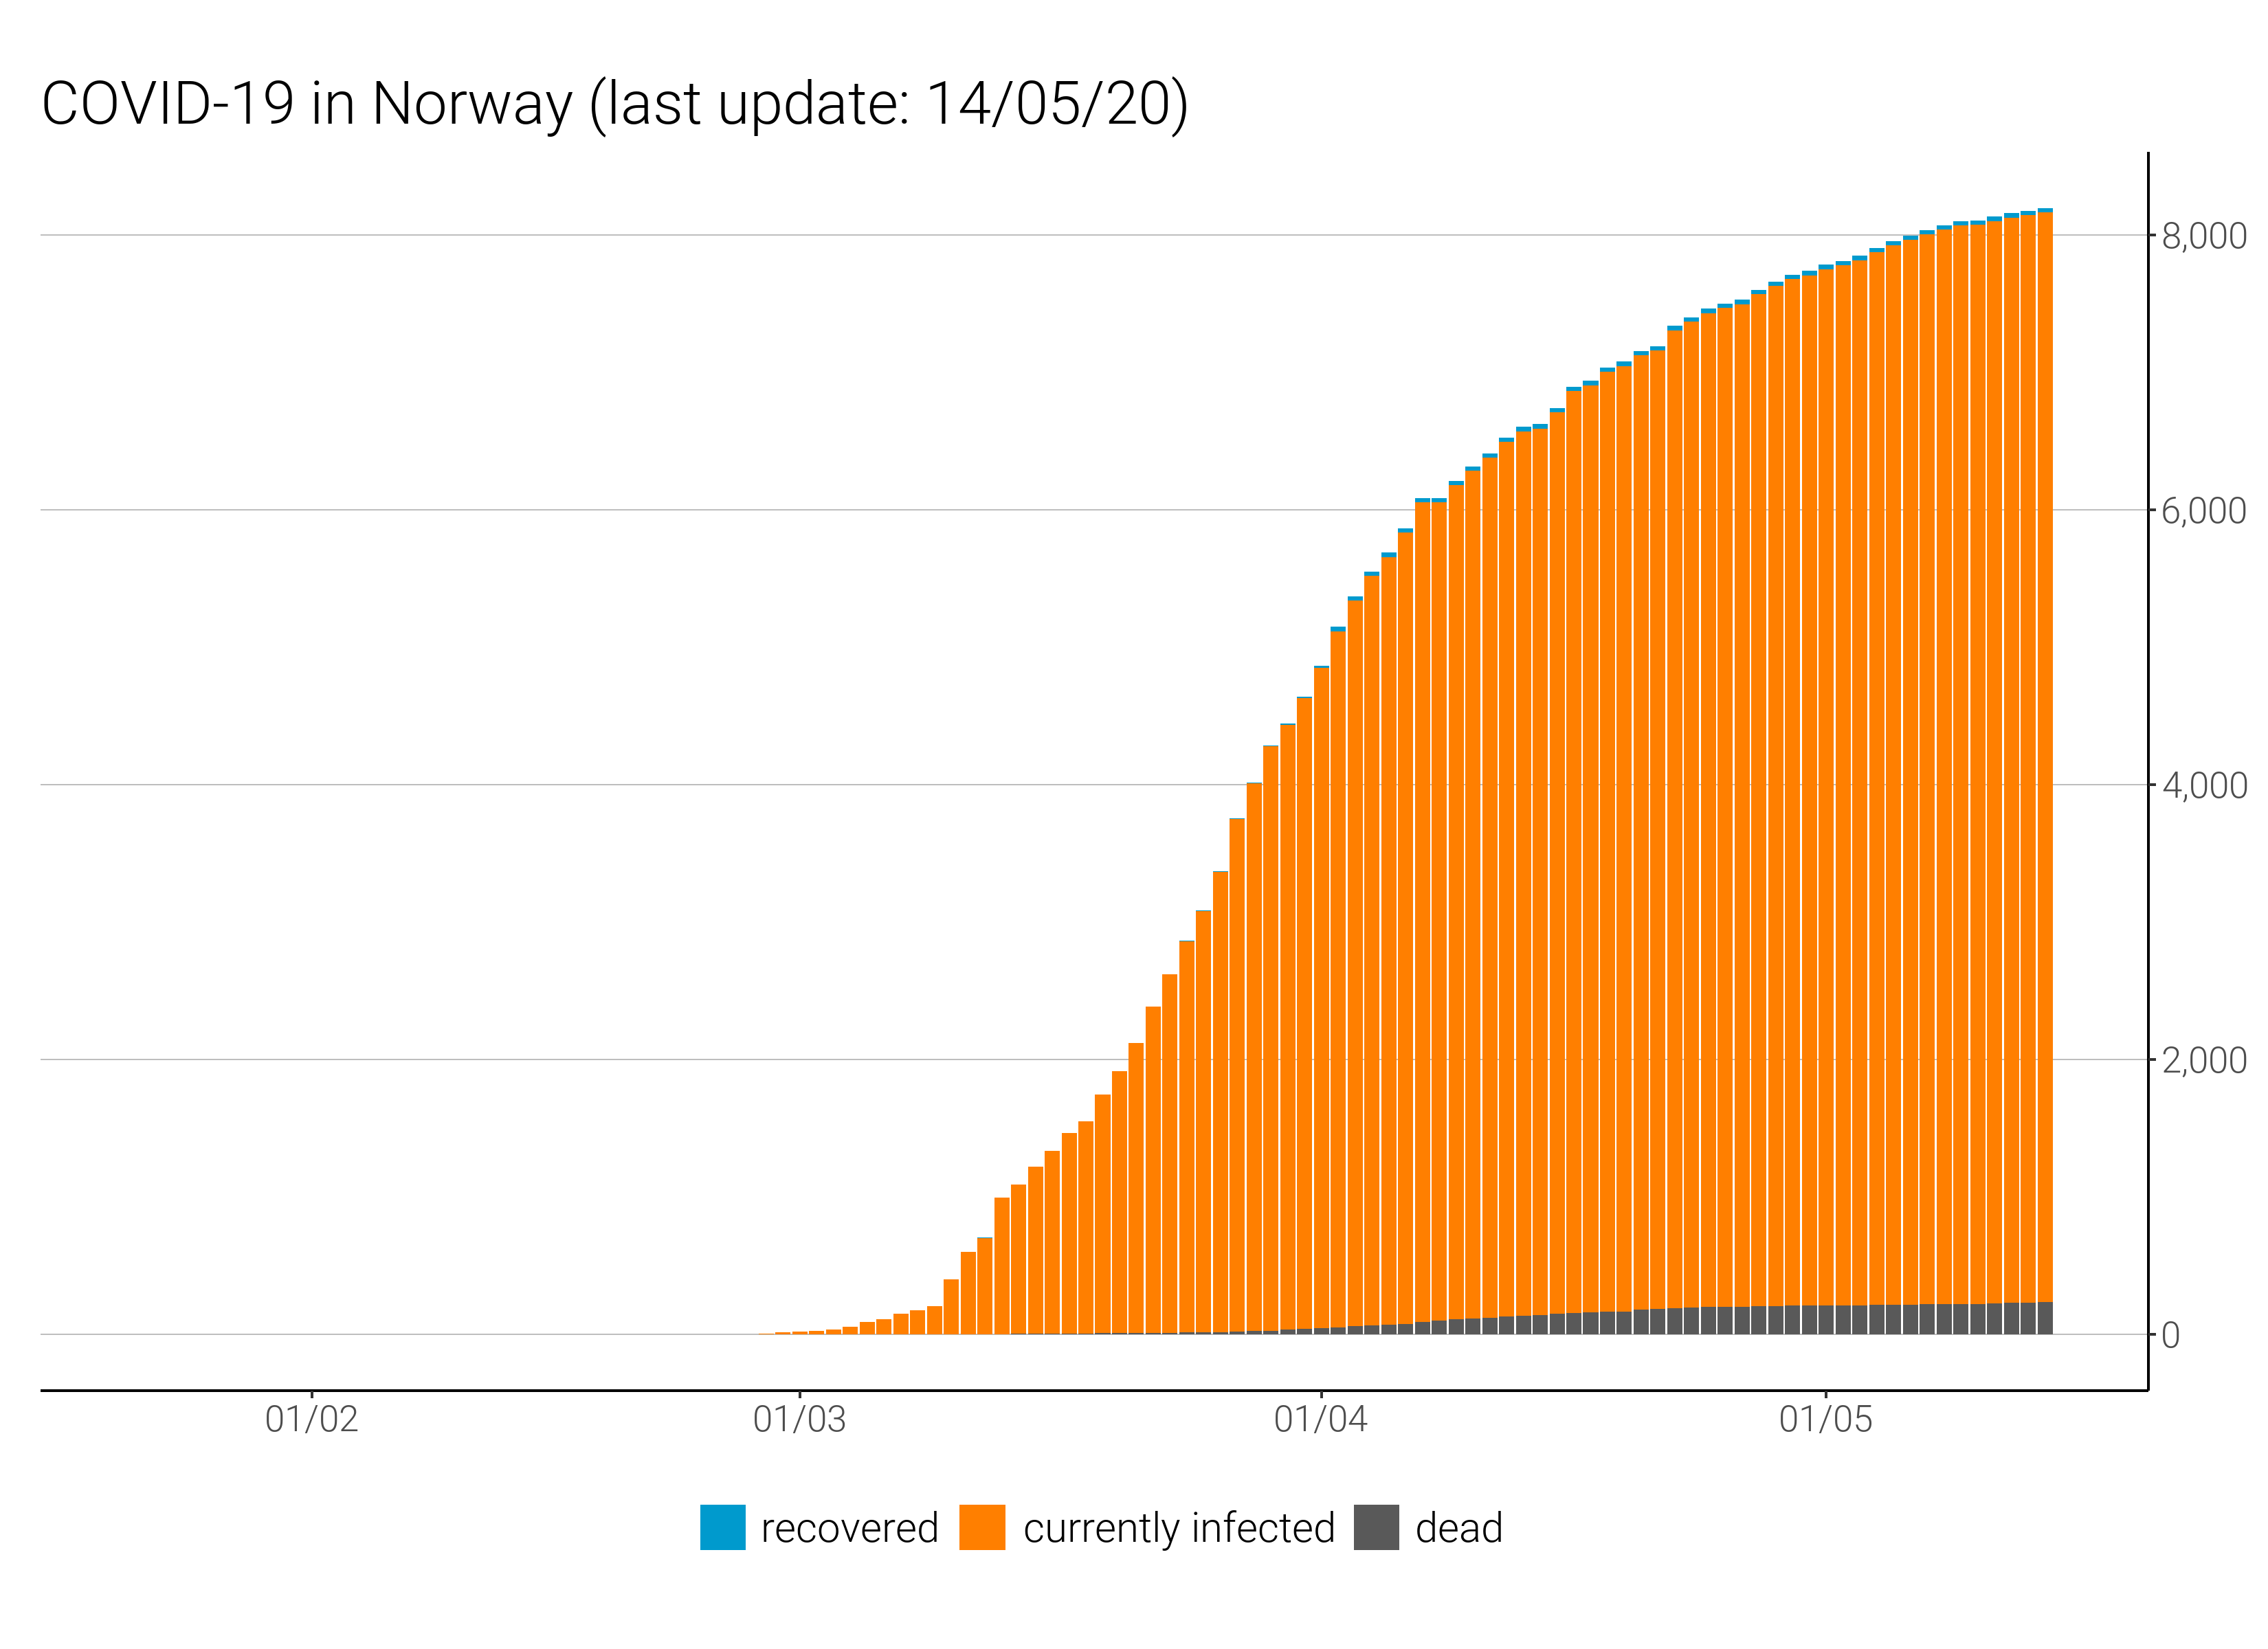 COVID-19 in Norway (last update: 14/05/20)
8,000
6,000
4,000
2,000
0
01/02 01/03 01/04 01/05
recovered currently infected dead